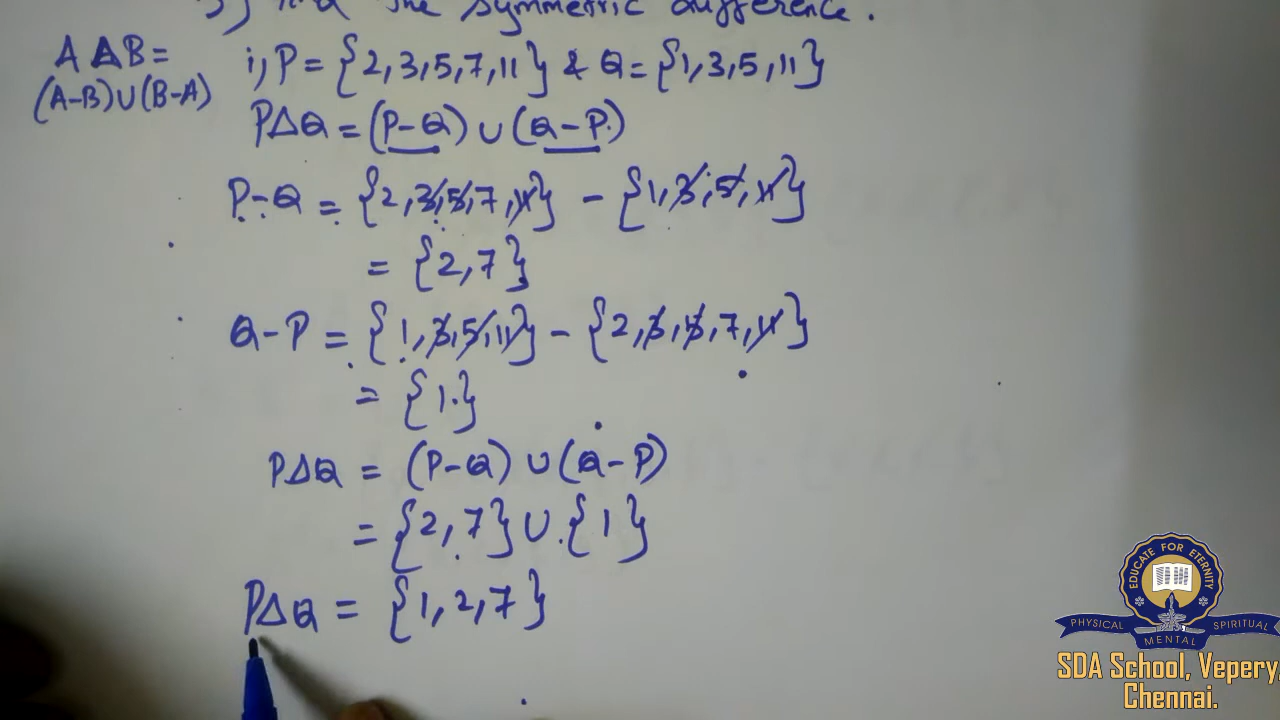 3) Find the symmetric difference.
A Δ B =
(A-B)∪(B-A)
i, P = {2,3,5,7,11} & Q = {1,3,5,11}
PΔQ = (P-Q) ∪ (Q-P)
P-Q = {2,3,5,7,11} - {1,3,5,11}
= {2,7}
Q-P = {1,3,5,11} - {2,3,5,7,11}
= {1}
PΔQ = (P-Q) ∪ (Q-P)
= {2,7} ∪ {1}
PΔQ = {1,2,7}
EDUCATE FOR ETERNITY
PHYSICAL MENTAL SPIRITUAL
SDA School, Vepery,
Chennai.